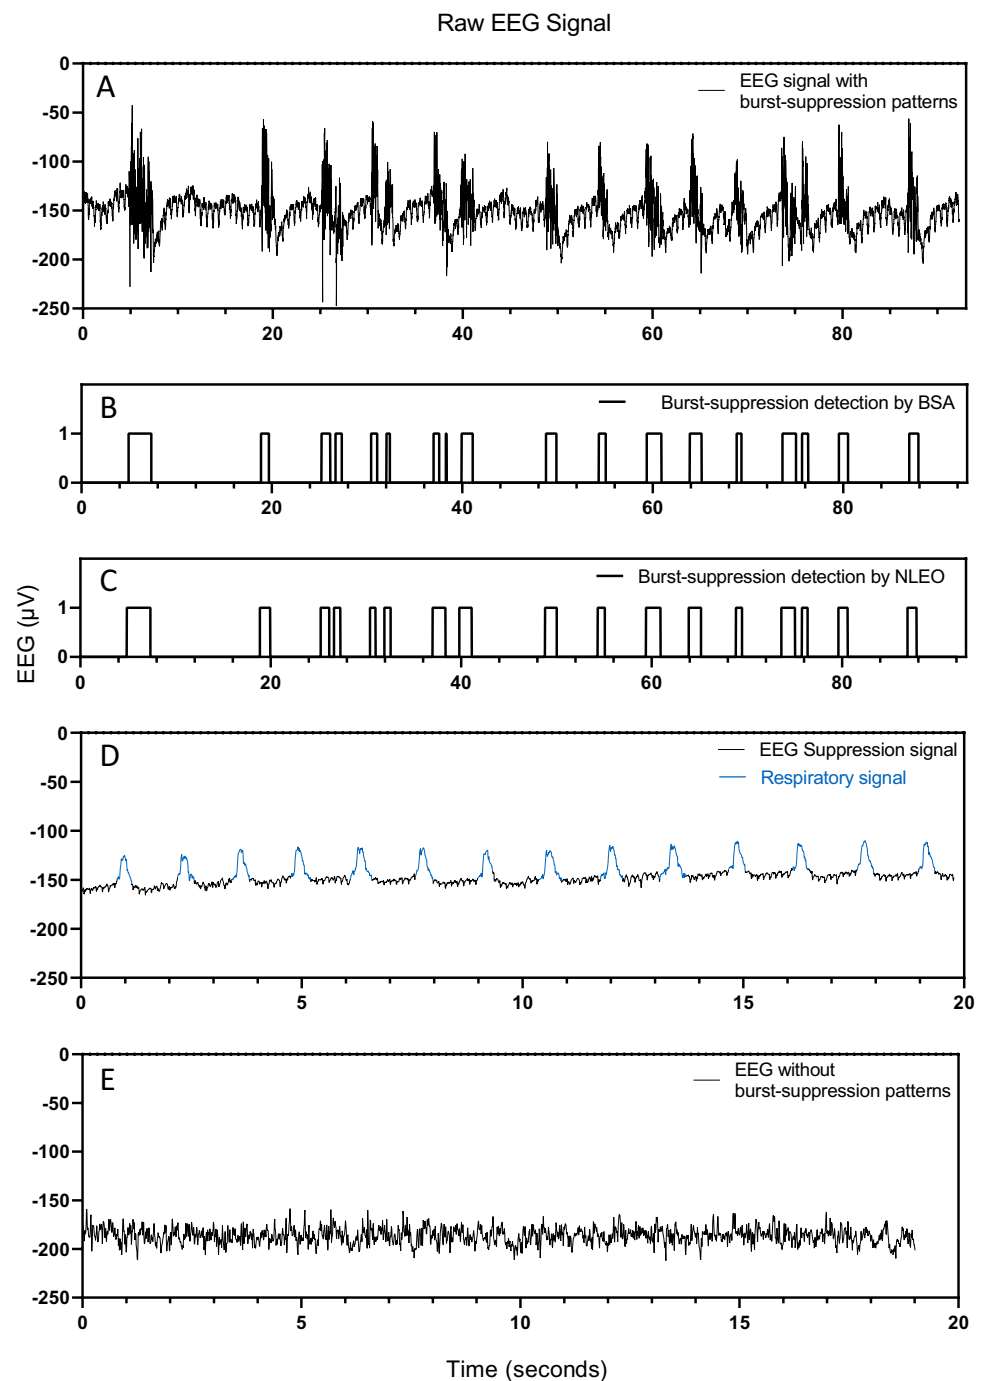 Raw EEG Signal
A
EEG signal with
burst-suppression patterns
0
-50
-100
-150
-200
-250
0 20 40 60 80
B
Burst-suppression detection by BSA
1
0
0 20 40 60 80
C
Burst-suppression detection by NLEO
1
0
0 20 40 60 80
EEG (µV)
D
EEG Suppression signal
Respiratory signal
0
-50
-100
-150
-200
-250
0 5 10 15 20
E
EEG without
burst-suppression patterns
0
-50
-100
-150
-200
-250
0 5 10 15 20
Time (seconds)